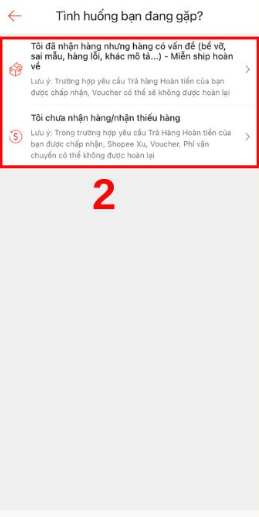 Tình huống bạn đang gặp?
Tôi đã nhận hàng nhưng hàng có vấn đề (bể vỡ,
sai mẫu, hàng lỗi, khác mô tả...) - Miễn ship hoàn
về
Lưu ý: Trường hợp yêu cầu Trả hàng Hoàn tiền của bạn
được chấp nhận, Voucher có thể sẽ không được hoàn lại
Tôi chưa nhận hàng/nhận thiếu hàng
Lưu ý: Trong trường hợp yêu cầu Trả Hàng Hoàn tiền của
bạn được chấp nhận, Shopee Xu, Voucher, Phí vận
chuyển có thể không được hoàn lại
2